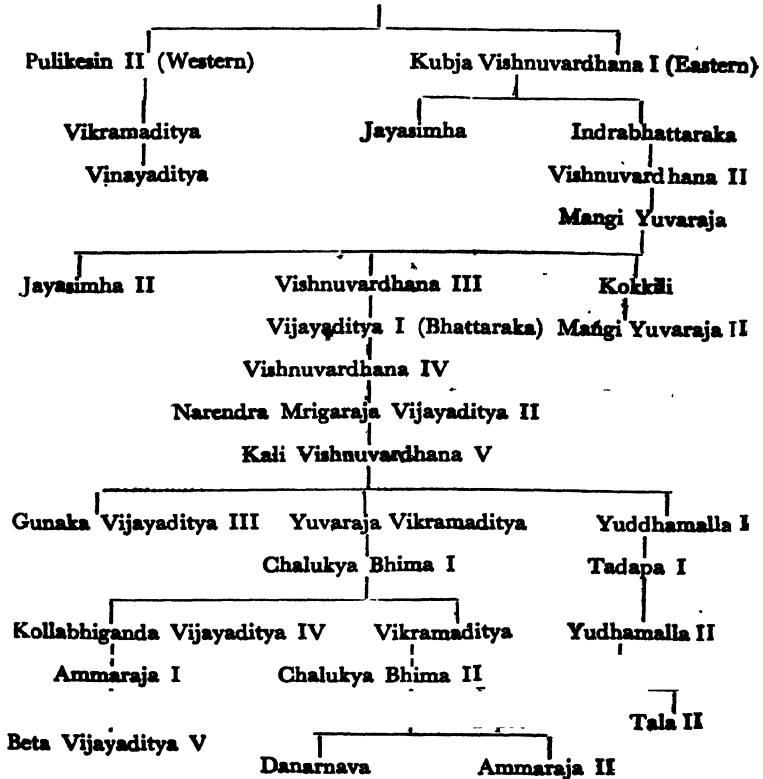 Pulikesin II (Western) Kubja Vishnuvardhana I (Eastern)
Vikramaditya Jayasimha Indrabhattaraka
Vinayaditya Vishnuvardhana II
Mangi Yuvaraja
Jayasimha II Vishnuvardhana III Kokkili
Vijayaditya I (Bhattaraka) Mangi Yuvaraja II
Vishnuvardhana IV
Narendra Mrigaraja Vijayaditya II
Kali Vishnuvardhana V
Gunaka Vijayaditya III Yuvaraja Vikramaditya Yuddhamalla I
Chalukya Bhima I Tadapa I
Kollabhiganda Vijayaditya IV Vikramaditya Yudhamalla II
Ammaraja I Chalukya Bhima II
Tala II
Beta Vijayaditya V
Danarnava Ammaraja II